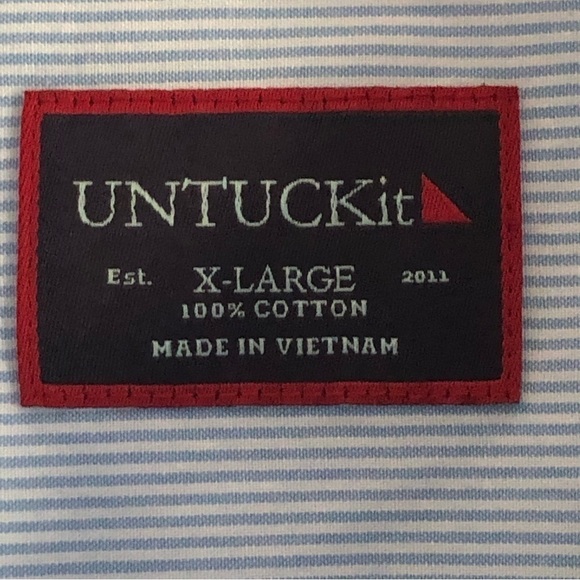 UNTUCKit
Est. X-LARGE 2011
100% COTTON
MADE IN VIETNAM